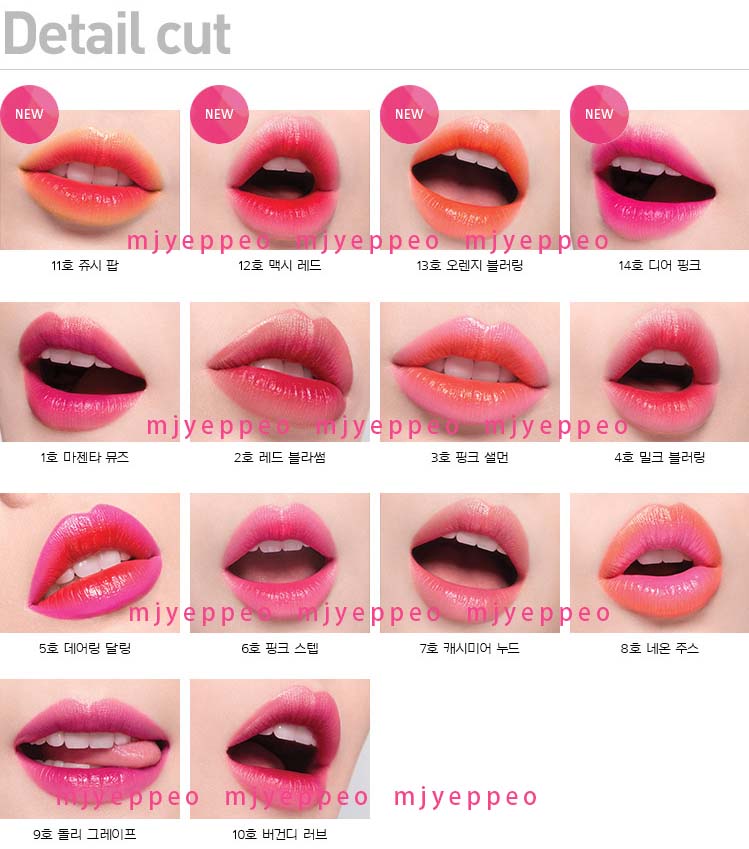 Detail cut
NEW NEW NEW NEW
mjyeppeo mjyeppeo mjyeppeo
11호 쥬시 팝 12호 맥시 레드 13호 오렌지 블러링 14호 디어 핑크
mjyeppeo mjyeppeo mjyeppeo
1호 마젠타 뮤즈 2호 레드 블라썸 3호 핑크 샐먼 4호 밀크 블러링
mjyeppeo mjyeppeo mjyeppeo
5호 데어링 달링 6호 핑크 스텝 7호 캐시미어 누드 8호 네온 주스
mjyeppeo mjyeppeo mjyeppeo
9호 돌리 그레이프 10호 버건디 러브